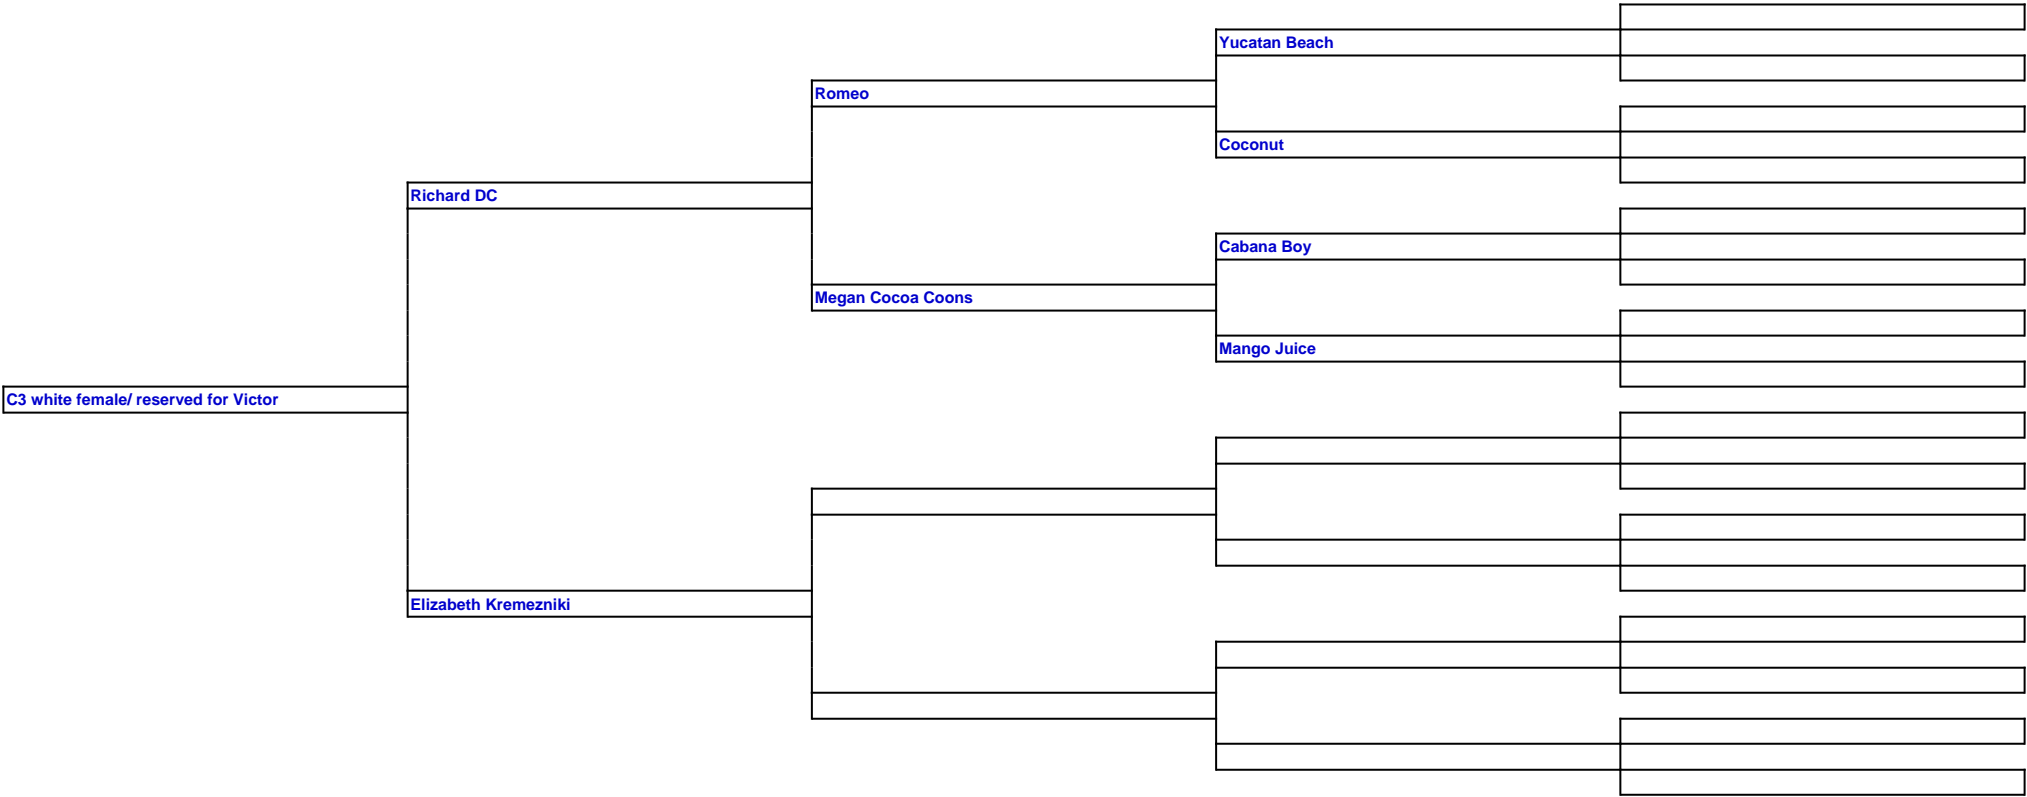 Yucatan Beach
Romeo
Coconut
Richard DC
Cabana Boy
Megan Cocoa Coons
Mango Juice
C3 white female/ reserved for Victor
Elizabeth Kremezniki